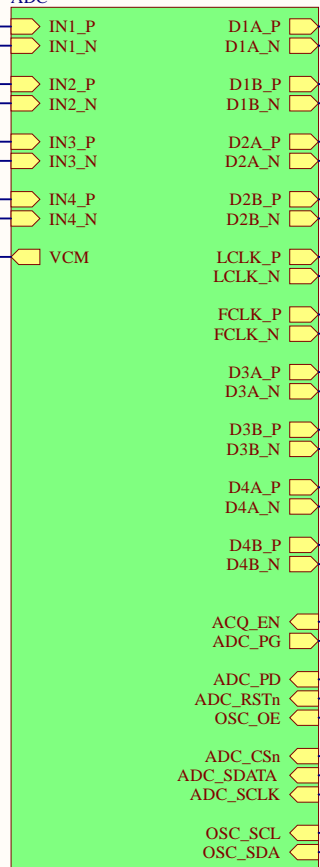 ADC
IN1_P D1A_P
IN1_N D1A_N
IN2_P D1B_P
IN2_N D1B_N
IN3_P D2A_P
IN3_N D2A_N
IN4_P D2B_P
IN4_N D2B_N
VCM LCLK_P
LCLK_N
FCLK_P
FCLK_N
D3A_P
D3A_N
D3B_P
D3B_N
D4A_P
D4A_N
D4B_P
D4B_N
ACQ_EN
ADC_PG
ADC_PD
ADC_RSTn
OSC_OE
ADC_CSn
ADC_SDATA
ADC_SCLK
OSC_SCL
OSC_SDA